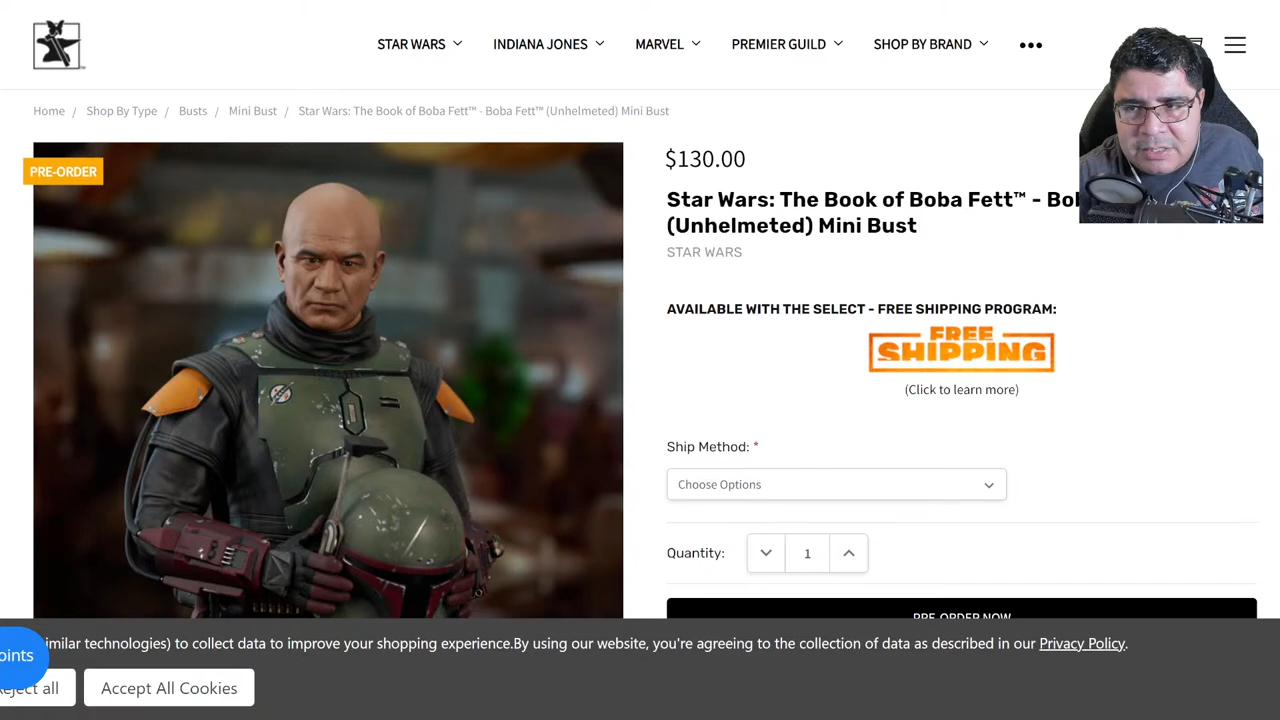 STAR WARS
INDIANA JONES
MARVEL
PREMIER GUILD
SHOP BY BRAND
Home / Shop By Type / Busts / Mini Bust / Star Wars: The Book of Boba Fett™ - Boba Fett™ (Unhelmeted) Mini Bust
PRE-ORDER
$130.00
Star Wars: The Book of Boba Fett™ -
(Unhelmeted) Mini Bust
STAR WARS
AVAILABLE WITH THE SELECT - FREE SHIPPING PROGRAM:
FREE
SHIPPING
(Click to learn more)
Ship Method: *
Choose Options
Quantity:
1
PRE-ORDER NOW
imilar technologies) to collect data to improve your shopping experience.By using our website, you're agreeing to the collection of data as described in our Privacy Policy.
oints
eject all
Accept All Cookies